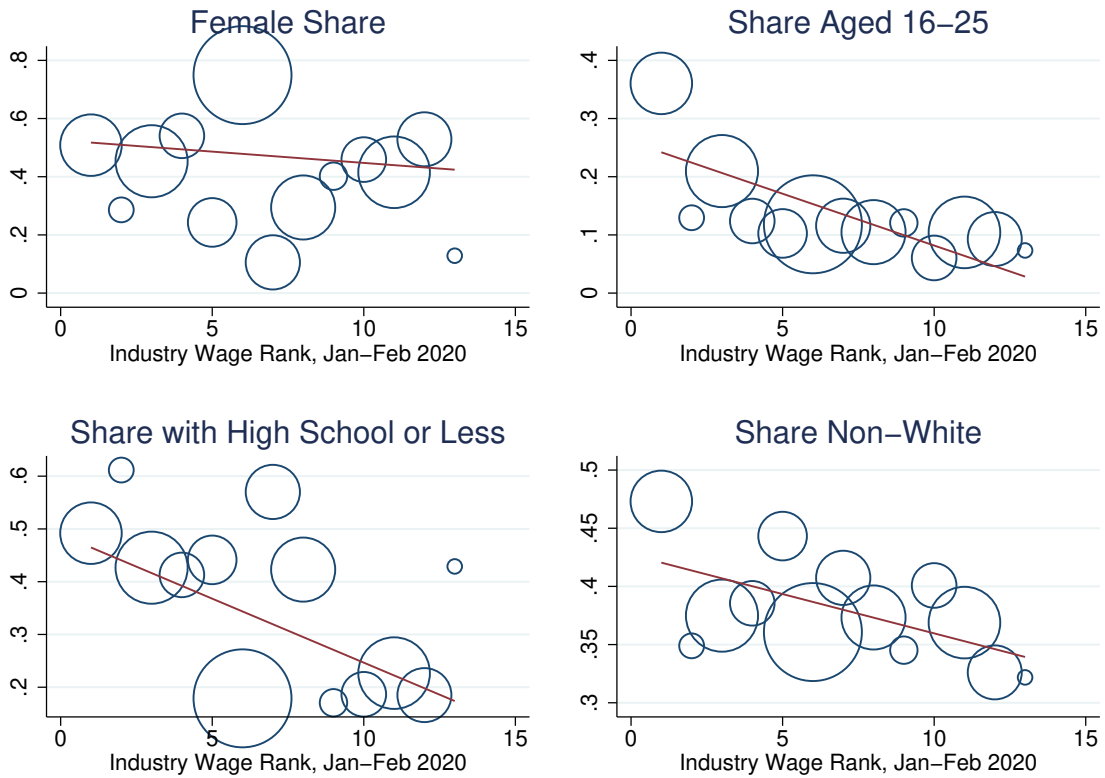 Female Share
.8
.6
.4
.2
0
0 5 10 15
Industry Wage Rank, Jan−Feb 2020
Share Aged 16−25
.4
.3
.2
.1
0
0 5 10 15
Industry Wage Rank, Jan−Feb 2020
Share with High School or Less
.6
.5
.4
.3
.2
0 5 10 15
Industry Wage Rank, Jan−Feb 2020
Share Non−White
.5
.45
.4
.35
.3
0 5 10 15
Industry Wage Rank, Jan−Feb 2020